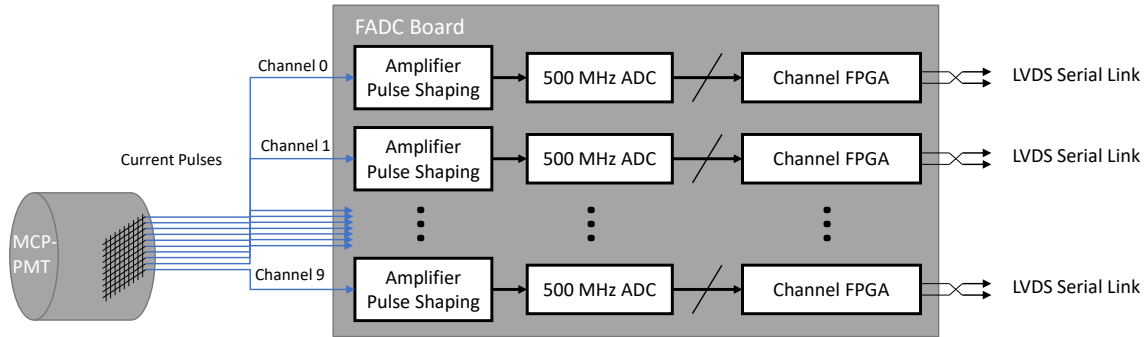 FADC Board
Channel 0
Amplifier
Pulse Shaping
500 MHz ADC
Channel FPGA
LVDS Serial Link
Channel 1
Amplifier
Pulse Shaping
500 MHz ADC
Channel FPGA
LVDS Serial Link
Current Pulses
MCP-
PMT
Channel 9
Amplifier
Pulse Shaping
500 MHz ADC
Channel FPGA
LVDS Serial Link